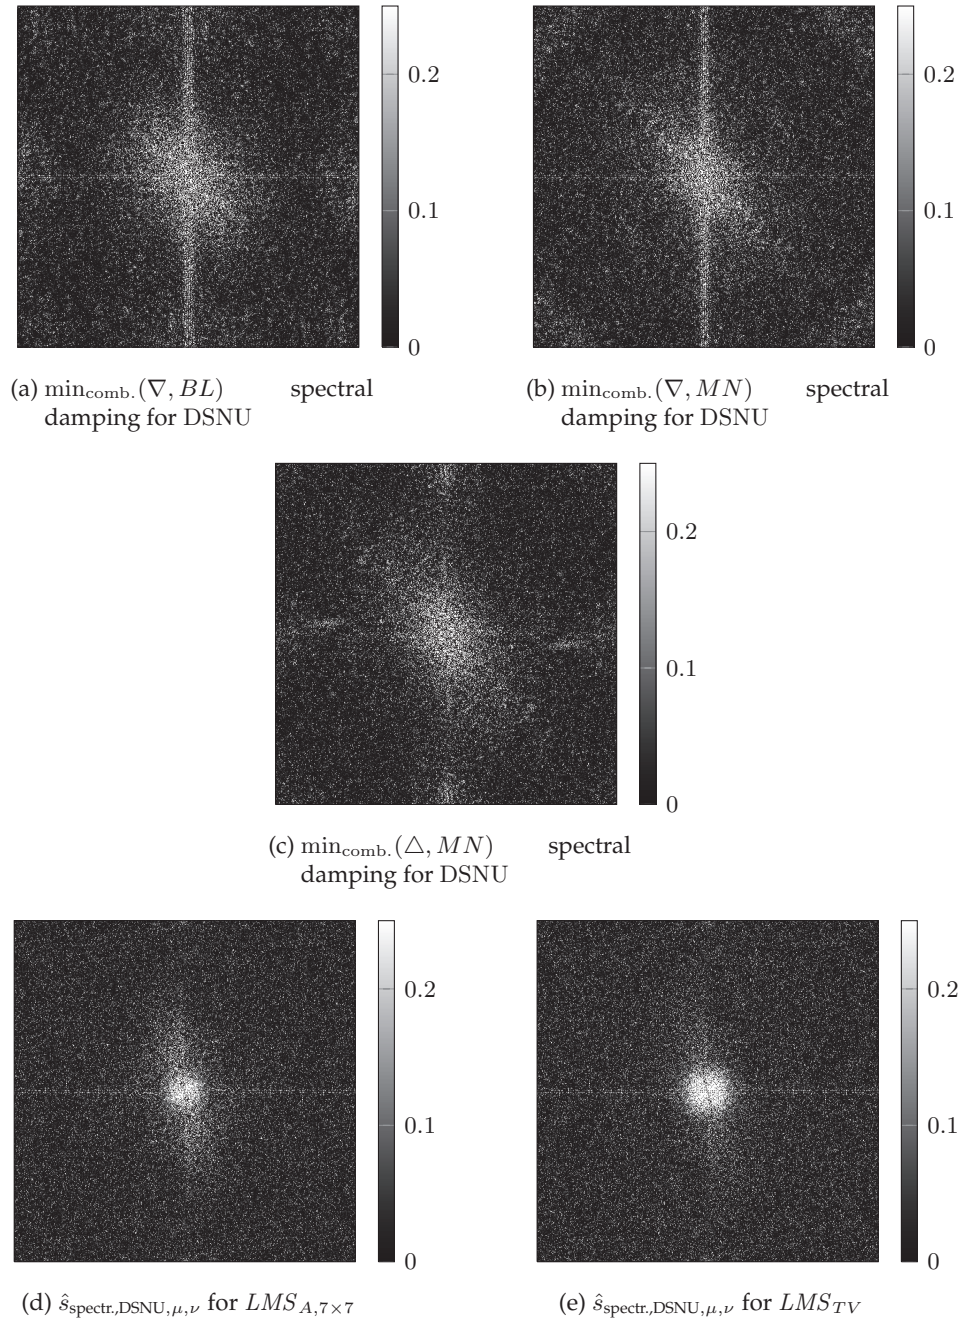 0.2
0.1
0
0.2
0.1
0
(a) min_comb.(∇, BL) spectral
damping for DSNU
(b) min_comb.(∇, MN) spectral
damping for DSNU
0.2
0.1
0
(c) min_comb.(△, MN) spectral
damping for DSNU
0.2
0.1
0
0.2
0.1
0
(d) ŝ_spectr.,DSNU,μ,ν for LMS_A,7×7
(e) ŝ_spectr.,DSNU,μ,ν for LMS_TV